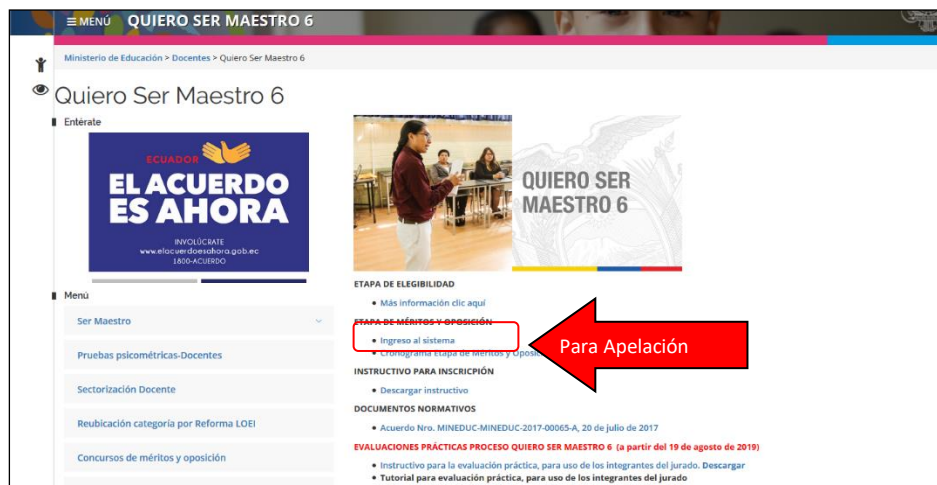 ≡ MENÚ QUIERO SER MAESTRO 6
Ministerio de Educación > Docentes > Quiero Ser Maestro 6
Quiero Ser Maestro 6
Entérate
ECUADOR
EL ACUERDO
ES AHORA
INVOLÚCRATE
www.elacuerdoesahora.gob.ec
1800-ACUERDO
Menú
Ser Maestro
Pruebas psicométricas-Docentes
Sectorización Docente
Reubicación categoría por Reforma LOEI
Concursos de méritos y oposición
QUIERO SER
MAESTRO 6
ETAPA DE ELEGIBILIDAD
• Más información clic aquí
ETAPA DE MÉRITOS Y OPOSICIÓN
• Ingreso al sistema
Para Apelación
• Cronograma Etapa de Méritos y Oposic
INSTRUCTIVO PARA INSCRICPIÓN
• Descargar instructivo
DOCUMENTOS NORMATIVOS
• Acuerdo Nro. MINEDUC-MINEDUC-2017-00065-A, 20 de julio de 2017
EVALUACIONES PRÁCTICAS PROCESO QUIERO SER MAESTRO 6 (a partir del 19 de agosto de 2019)
• Instructivo para la evaluación práctica, para uso de los integrantes del jurado. Descargar
• Tutorial para evaluación práctica, para uso de los integrantes del jurado